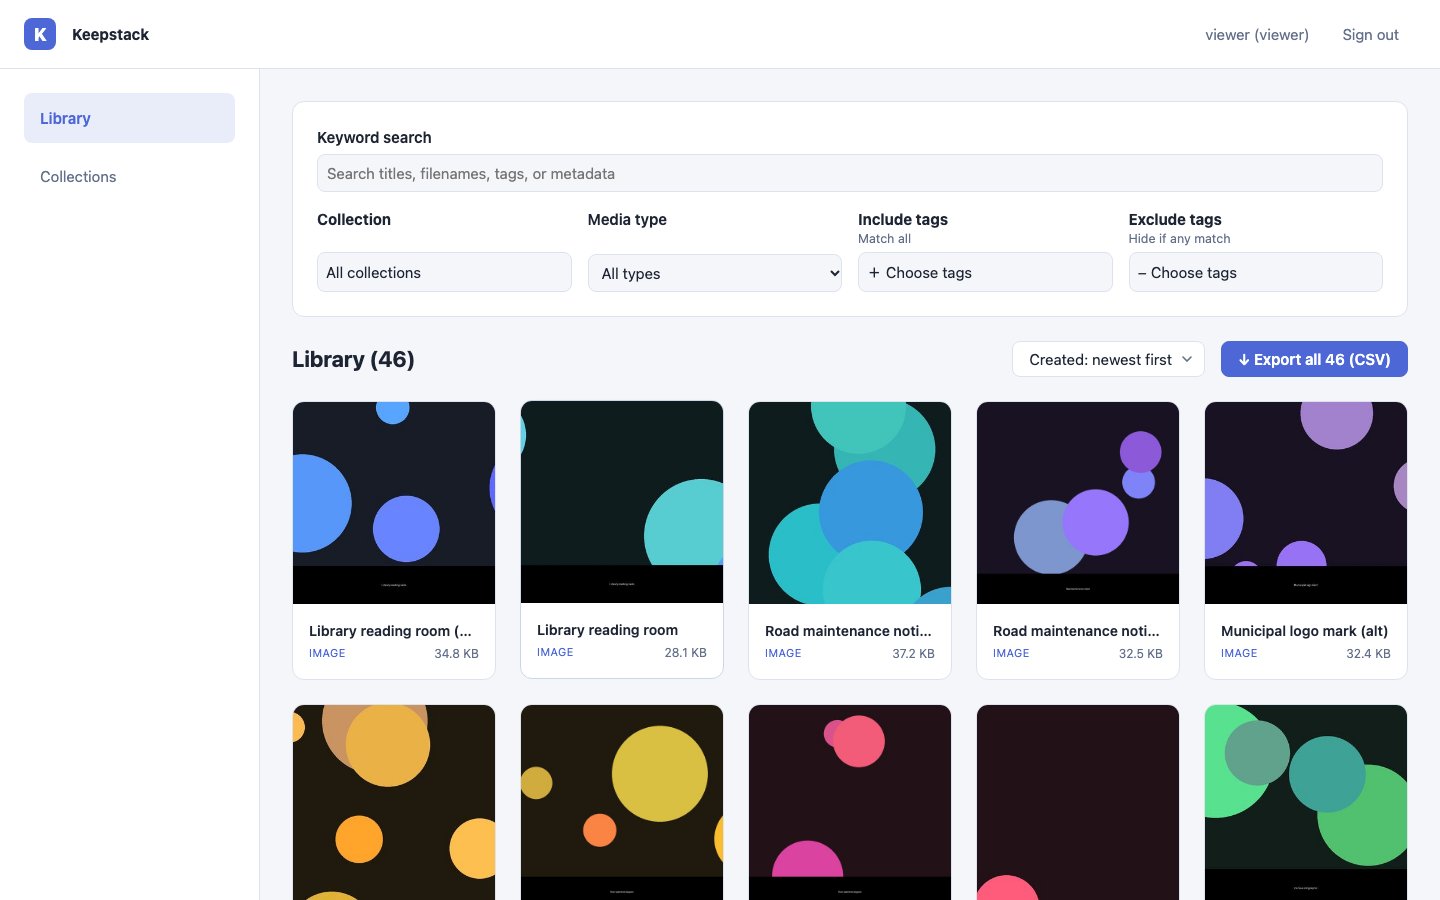 K
Keepstack
viewer (viewer)
Sign out
Library
Collections
Keyword search
Search titles, filenames, tags, or metadata
Collection
Media type
Include tags
Exclude tags
Match all
Hide if any match
All collections
All types
+ Choose tags
− Choose tags
Library (46)
Created: newest first
↓ Export all 46 (CSV)
Library reading room
Library reading room (...
IMAGE
34.8 KB
Library reading room
IMAGE
28.1 KB
Road maintenance noti...
IMAGE
37.2 KB
Road maintenance noti...
IMAGE
32.5 KB
Municipal logo mark (alt)
IMAGE
32.4 KB